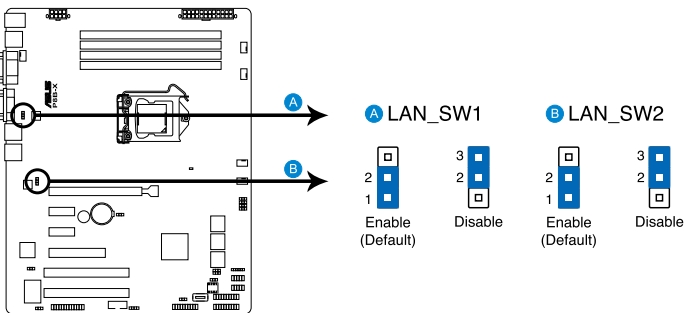 ASUS
P8B-X
A
B
A LAN_SW1
B LAN_SW2
2
1
Enable
(Default)
3
2
Disable
2
1
Enable
(Default)
3
2
Disable